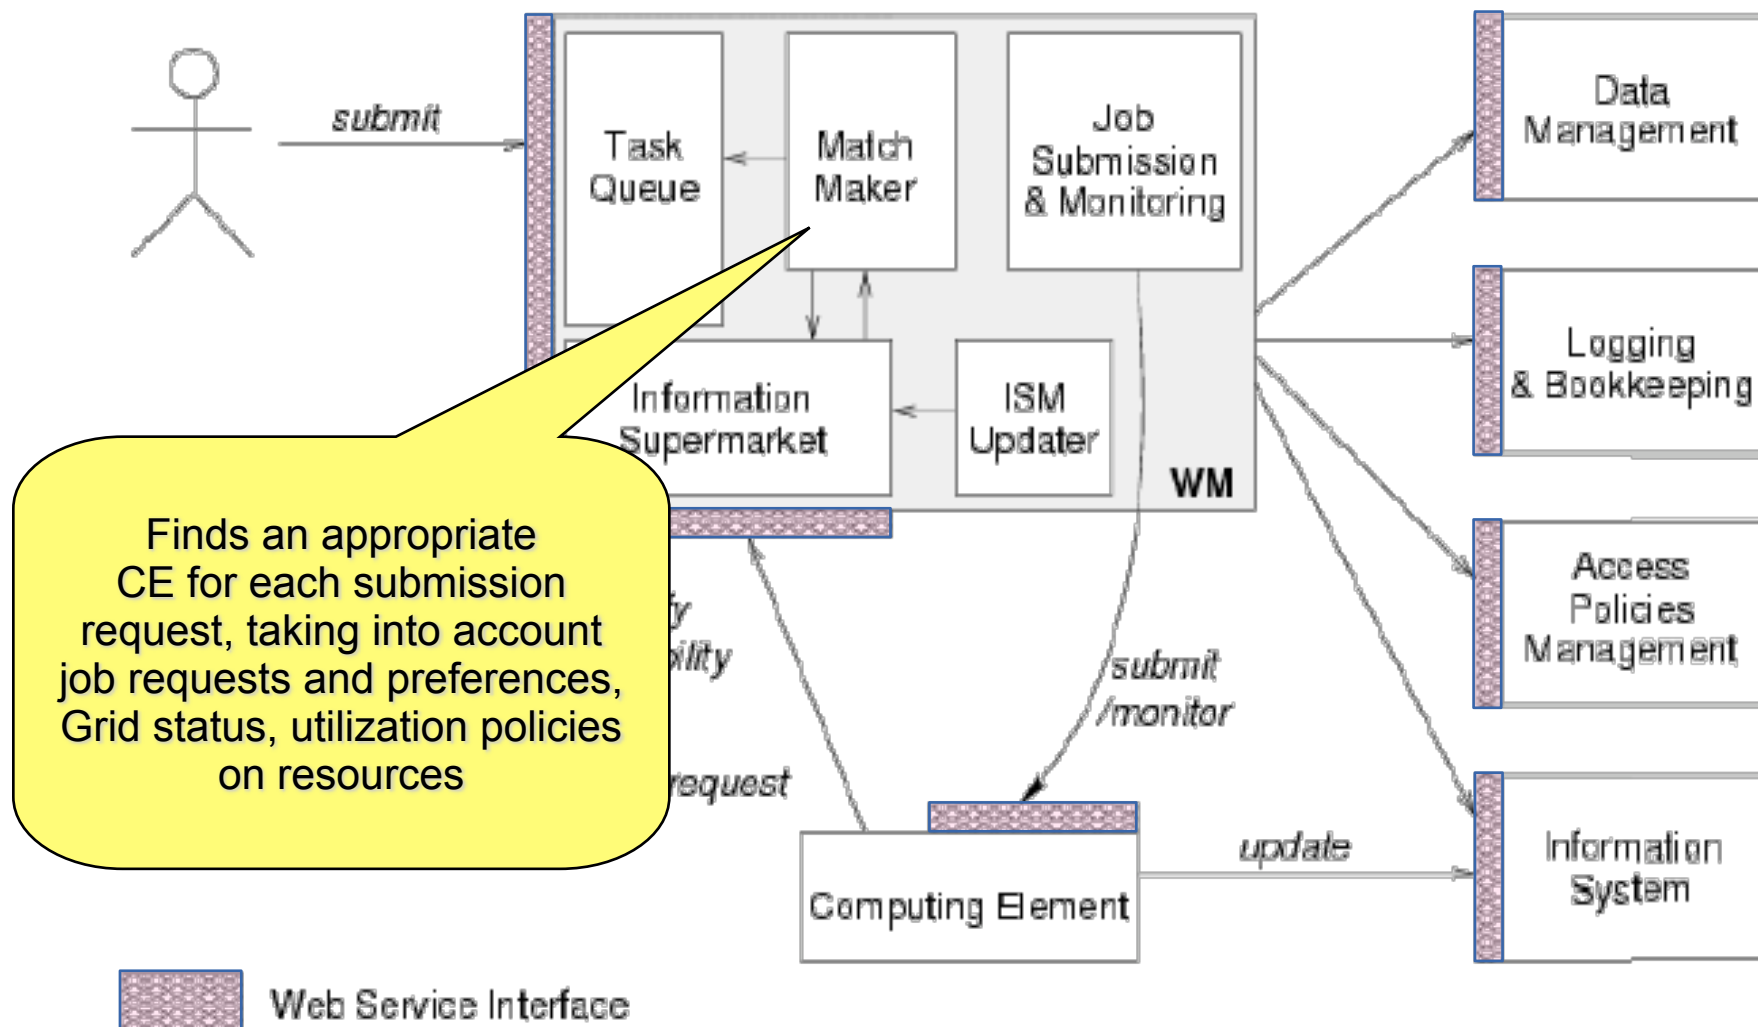 submit
Task
Queue
Match
Maker
Job
Submission
& Monitoring
Data
Management
Logging
& Bookkeeping
Information
Supermarket
ISM
Updater
WM
Finds an appropriate
CE for each submission
request, taking into account
job requests and preferences,
Grid status, utilization policies
on resources
submit
/monitor
request
Access
Policies
Management
Computing Element
update
Information
System
Web Service Interface